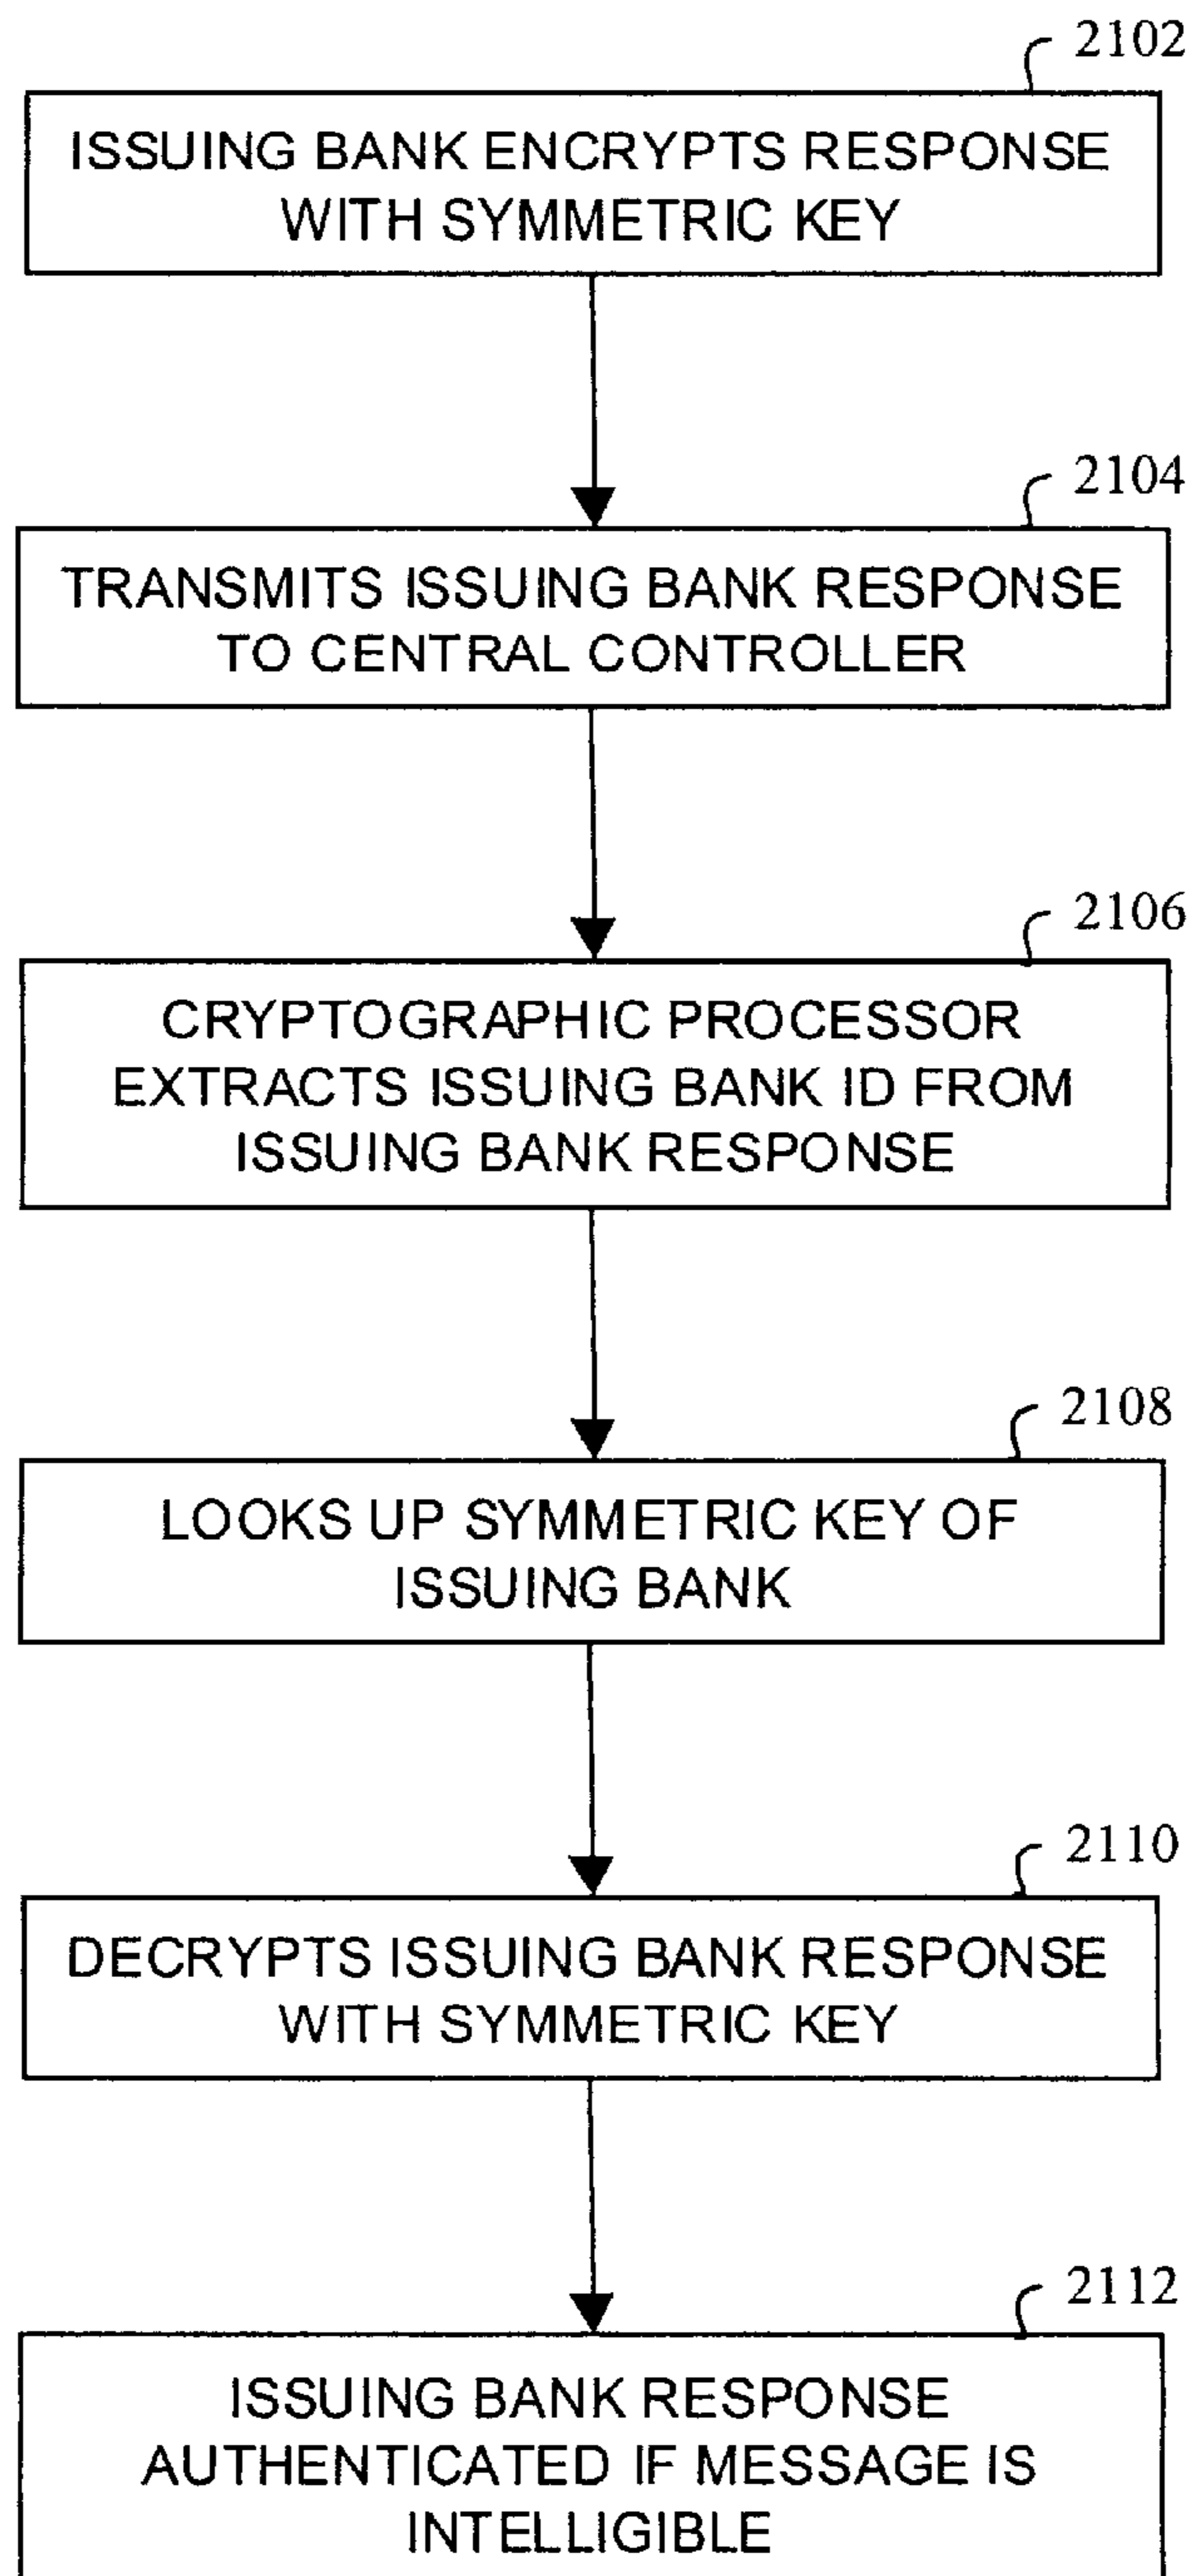 2102
ISSUING BANK ENCRYPTS RESPONSE
WITH SYMMETRIC KEY
2104
TRANSMITS ISSUING BANK RESPONSE
TO CENTRAL CONTROLLER
2106
CRYPTOGRAPHIC PROCESSOR
EXTRACTS ISSUING BANK ID FROM
ISSUING BANK RESPONSE
2108
LOOKS UP SYMMETRIC KEY OF
ISSUING BANK
2110
DECRYPTS ISSUING BANK RESPONSE
WITH SYMMETRIC KEY
2112
ISSUING BANK RESPONSE
AUTHENTICATED IF MESSAGE IS
INTELLIGIBLE